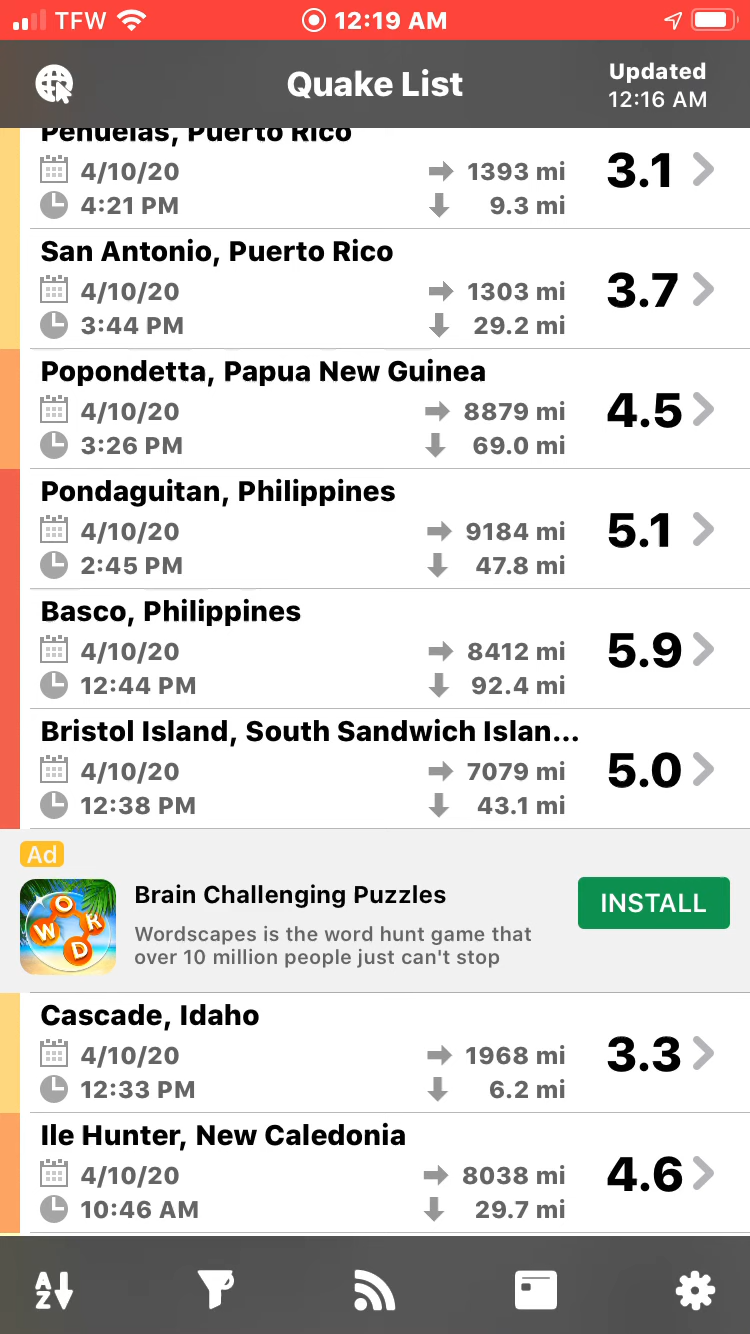 TFW 12:19 AM
Quake List
Updated
12:16 AM
Penuelas, Puerto Rico
4/10/20 1393 mi 3.1
4:21 PM 9.3 mi
San Antonio, Puerto Rico
4/10/20 1303 mi 3.7
3:44 PM 29.2 mi
Popondetta, Papua New Guinea
4/10/20 8879 mi 4.5
3:26 PM 69.0 mi
Pondaguitan, Philippines
4/10/20 9184 mi 5.1
2:45 PM 47.8 mi
Basco, Philippines
4/10/20 8412 mi 5.9
12:44 PM 92.4 mi
Bristol Island, South Sandwich Islan...
4/10/20 7079 mi 5.0
12:38 PM 43.1 mi
Ad
WORD
Brain Challenging Puzzles
Wordscapes is the word hunt game that
over 10 million people just can't stop
INSTALL
Cascade, Idaho
4/10/20 1968 mi 3.3
12:33 PM 6.2 mi
Ile Hunter, New Caledonia
4/10/20 8038 mi 4.6
10:46 AM 29.7 mi
A
Z